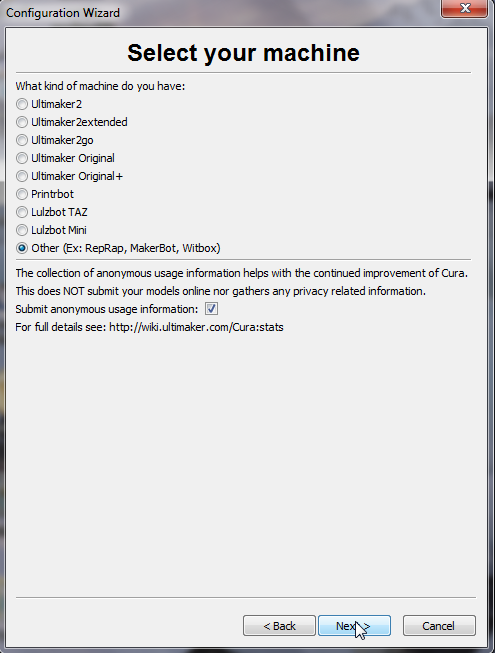 Configuration Wizard
Select your machine
What kind of machine do you have:
Ultimaker2
Ultimaker2extended
Ultimaker2go
Ultimaker Original
Ultimaker Original+
Printrbot
Lulzbot TAZ
Lulzbot Mini
Other (Ex: RepRap, MakerBot, Witbox)
The collection of anonymous usage information helps with the continued improvement of Cura.
This does NOT submit your models online nor gathers any privacy related information.
Submit anonymous usage information:
For full details see: http://wiki.ultimaker.com/Cura:stats
< Back Next > Cancel